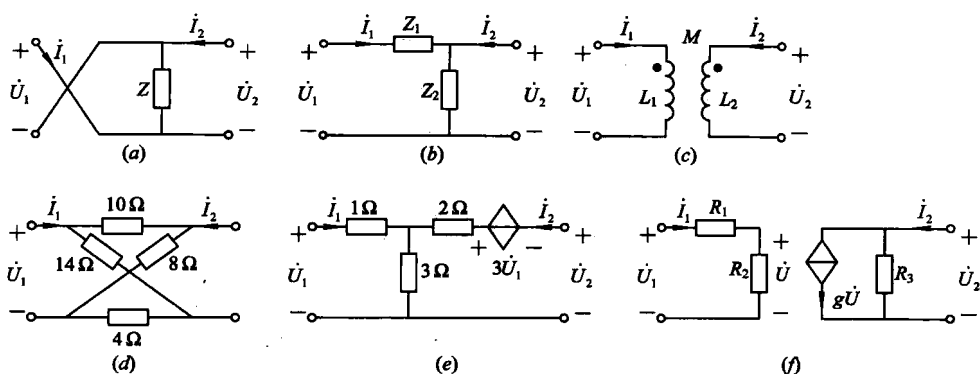 + İ₁ İ₂ +
U̇₁ Z U̇₂
− −
(a)
+ İ₁ Z₁ İ₂ +
U̇₁ Z₂ U̇₂
− −
(b)
+ İ₁ M İ₂ +
U̇₁ L₁ L₂ U̇₂
− −
(c)
İ₁ 10Ω İ₂
+ +
U̇₁ 14Ω 8Ω U̇₂
− 4Ω −
(d)
İ₁ 1Ω 2Ω İ₂
+ + − +
U̇₁ 3Ω 3U̇₁ U̇₂
− −
(e)
İ₁ R₁ İ₂
+ + +
U̇₁ R₂ U̇ gU̇ R₃ U̇₂
− − −
(f)